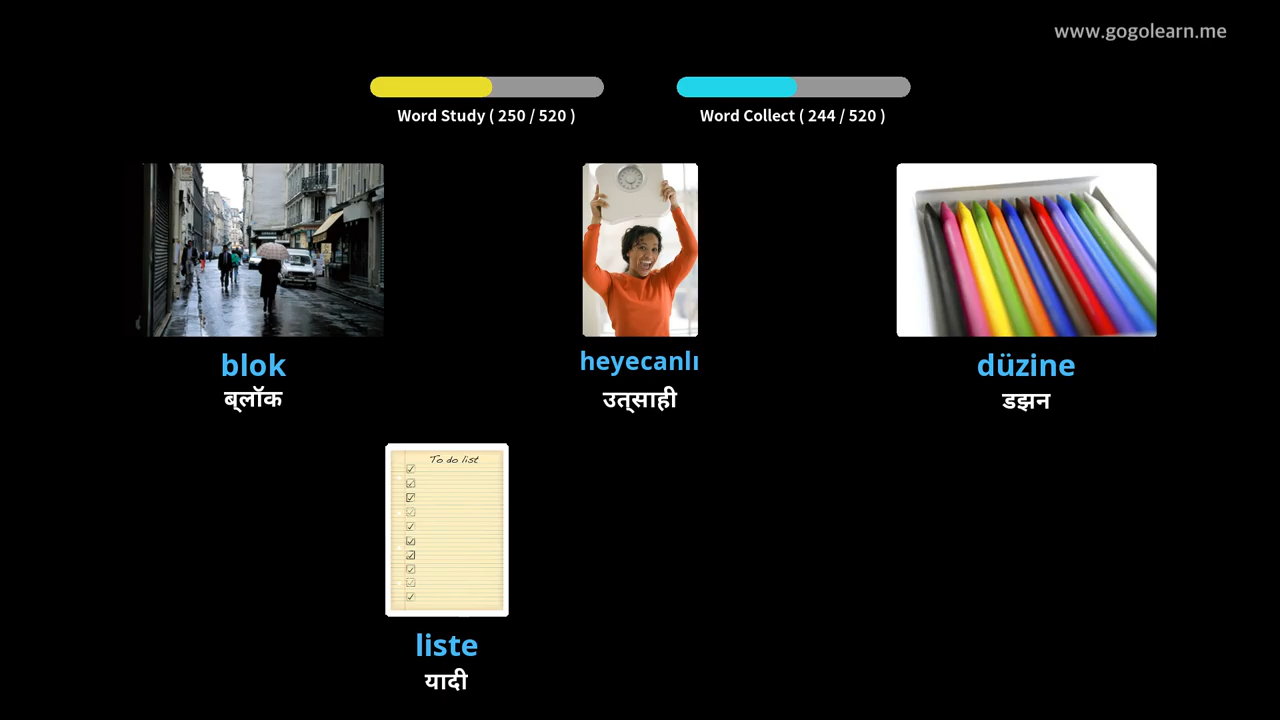 www.gogolearn.me
Word Study ( 250 / 520 )
Word Collect ( 244 / 520 )
blok
ब्लॉक
heyecanlı
उत्साही
düzine
डझन
To do list
liste
यादी